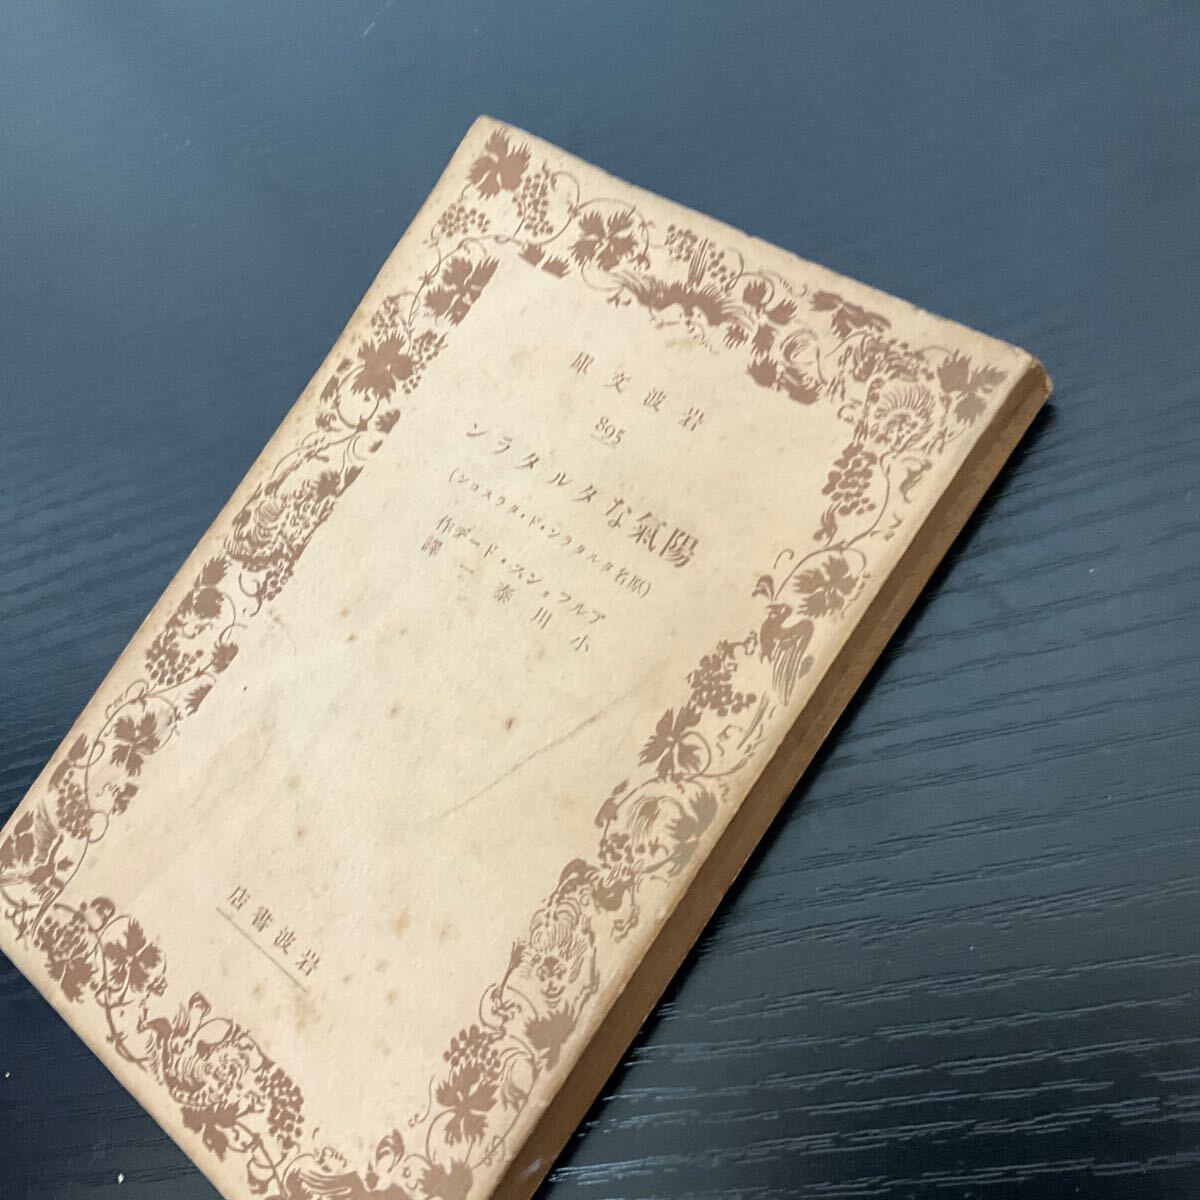 岩波文庫
895
陽氣なタルタラン
(原名タルタラン・ド・タラスコン)
アルフォンス・ドーデ作
小川泰一譯
岩波書店